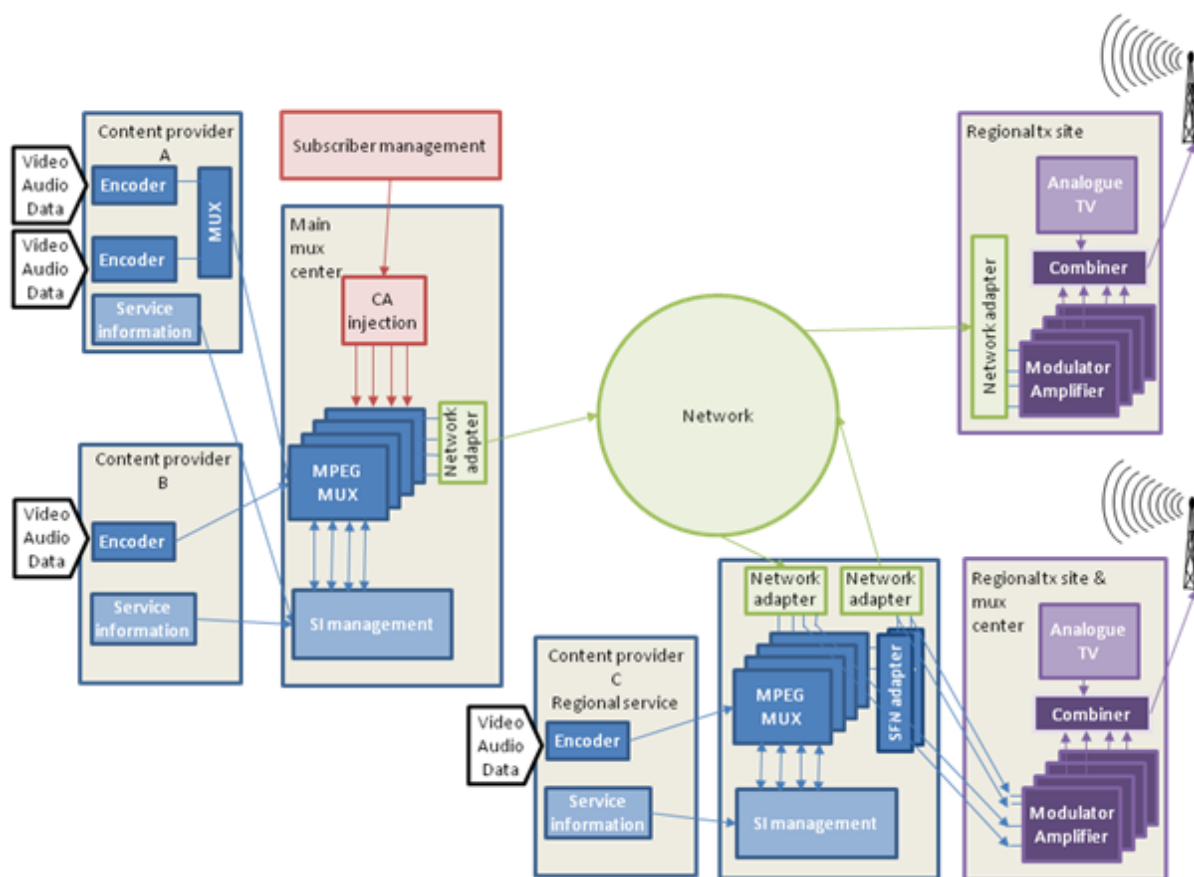 Content provider
A
Video
Audio
Data
Encoder
MUX
Video
Audio
Data
Encoder
Service
information
Subscriber management
Main
mux
center
CA
injection
MPEG
MUX
Network
adapter
SI management
Content provider
B
Video
Audio
Data
Encoder
Service
information
Network
Regional tx site
Analogue
TV
Combiner
Network adapter
Modulator
Amplifier
Content provider
C
Regional service
Video
Audio
Data
Encoder
Service
information
Network
adapter
Network
adapter
MPEG
MUX
SFN adapter
SI management
Regional tx site &
mux
center
Analogue
TV
Combiner
Modulator
Amplifier